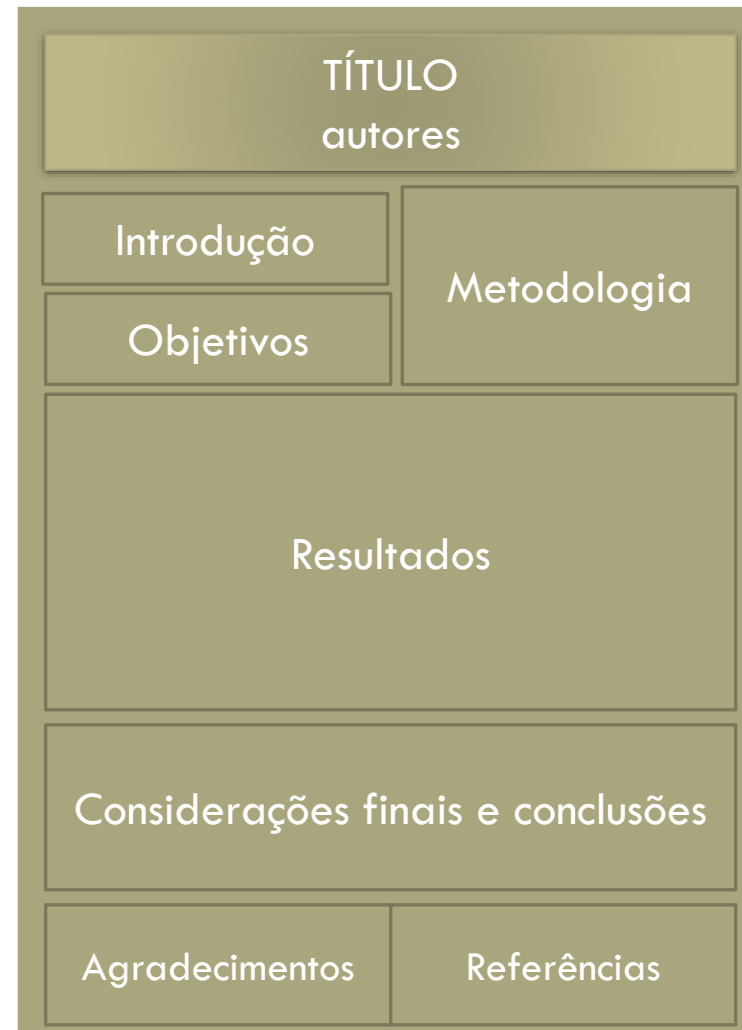 TÍTULO
autores
Introdução
Objetivos
Metodologia
Resultados
Considerações finais e conclusões
Agradecimentos
Referências